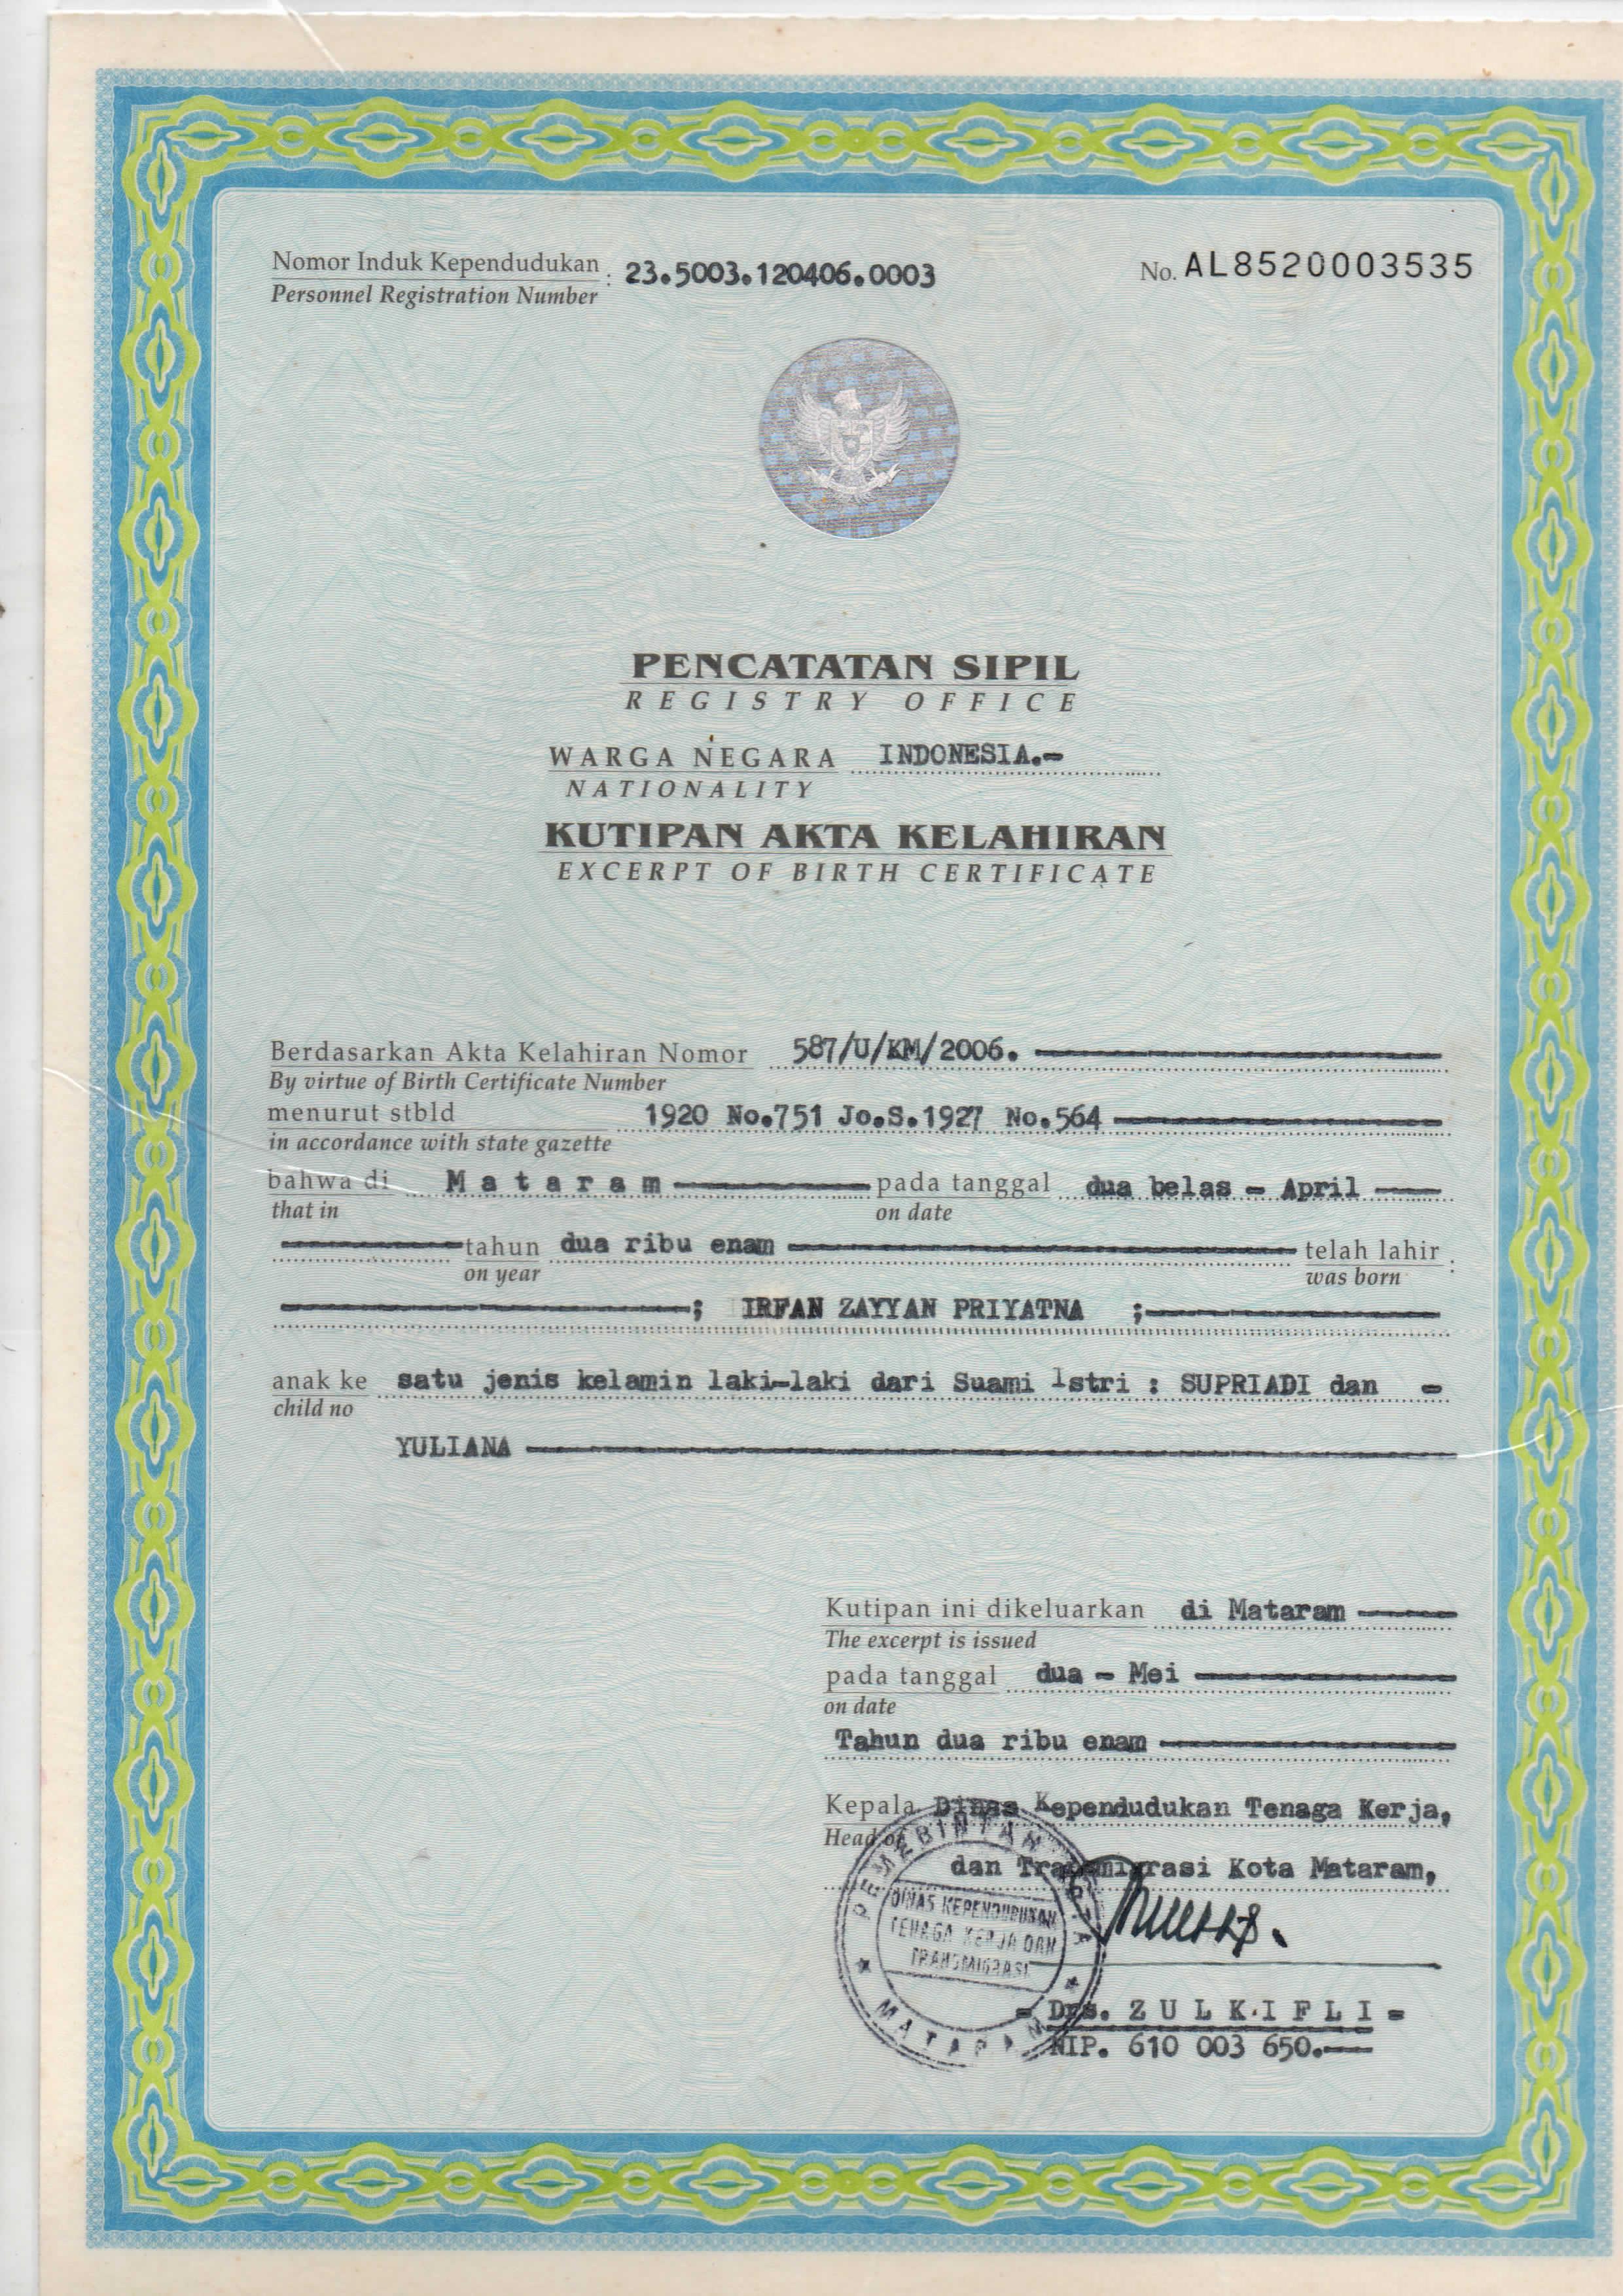 Nomor Induk Kependudukan : 23.5003.120406.0003
Personnel Registration Number
No. AL8520003535
PENCATATAN SIPIL
REGISTRY OFFICE
WARGA NEGARA INDONESIA.-
NATIONALITY
KUTIPAN AKTA KELAHIRAN
EXCERPT OF BIRTH CERTIFICATE
Berdasarkan Akta Kelahiran Nomor 587/U/KM/2006.
By virtue of Birth Certificate Number
menurut stbld 1920 No.751 Jo.S.1927 No.564
in accordance with state gazette
bahwa di Mataram pada tanggal dua belas - April
that in on date
tahun dua ribu enam telah lahir :
on year was born
; IRFAN ZAYYAN PRIYATNA ;
anak ke satu jenis kelamin laki-laki dari Suami Istri : SUPRIADI dan -
child no
YULIANA
Kutipan ini dikeluarkan di Mataram
The excerpt is issued
pada tanggal dua - Mei
on date
Tahun dua ribu enam
Kepala Dinas Kependudukan Tenaga Kerja,
Head of
dan Transmigrasi Kota Mataram,
PEMERINTAH KOTA
DINAS KEPENDUDUKAN
TENAGA KERJA DAN
TRANSMIGRASI
MATARAM
- Drs. ZULKIFLI -
NIP. 610 003 650.-